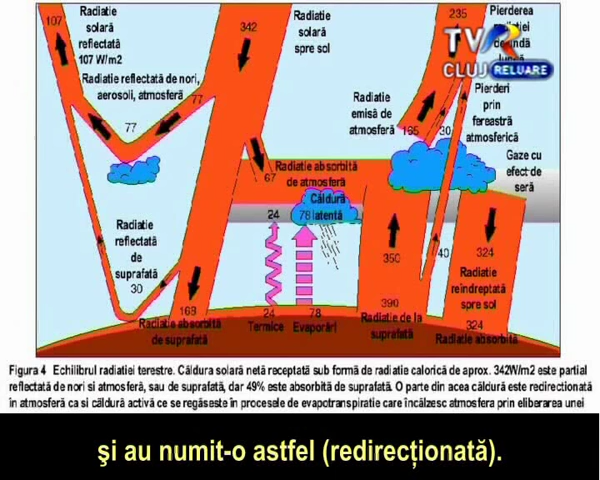 107
Radiatie
solară
reflectată
107 W/m2
342
Radiatie
solară
spre sol
235
Pierderea
TVR
CLUJ RELUARE
Radiatie reflectată de nori,
aerosoli, atmosferă
77
77
Radiatie
emisă de
atmosferă
165
30
Pierderi
prin
fereastră
atmosferică
Gaze cu
efect de
seră
67
Radiatie absorbită
de atmosferă
Căldură
latentă
24
78
Radiatie
reflectată
de
suprafată
30
350
40
324
Radiatie
reindreptată
spre sol
168
Radiatie absorbită
de suprafată
24
Termice
78
Evaporări
390
Radiatie de la
suprafată
324
Radiatie absorbită
Figura 4 Echilibrul radiatiei terestre. Căldura solară netă receptată sub formă de radiatie calorică de aprox. 342W/m2 este partial
reflectată de nori si atmosferă, sau de suprafată, dar 49% este absorbită de suprafată. O parte din acea căldură este redirectionată
în atmosferă ca si căldură activă ce se regăseste în procesele de evapotranspiratie care încălzesc atmosfera prin eliberarea unei
şi au numit-o astfel (redirecționată).